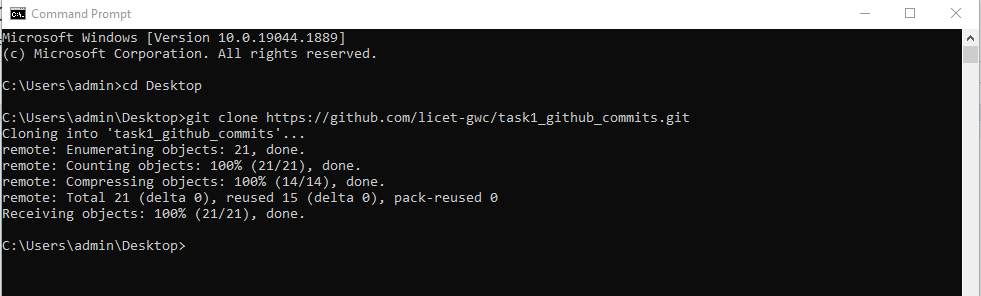 Command Prompt
Microsoft Windows [Version 10.0.19044.1889]
(c) Microsoft Corporation. All rights reserved.
C:\Users\admin>cd Desktop
C:\Users\admin\Desktop>git clone https://github.com/licet-gwc/task1_github_commits.git
Cloning into 'task1_github_commits'...
remote: Enumerating objects: 21, done.
remote: Counting objects: 100% (21/21), done.
remote: Compressing objects: 100% (14/14), done.
remote: Total 21 (delta 0), reused 15 (delta 0), pack-reused 0
Receiving objects: 100% (21/21), done.
C:\Users\admin\Desktop>